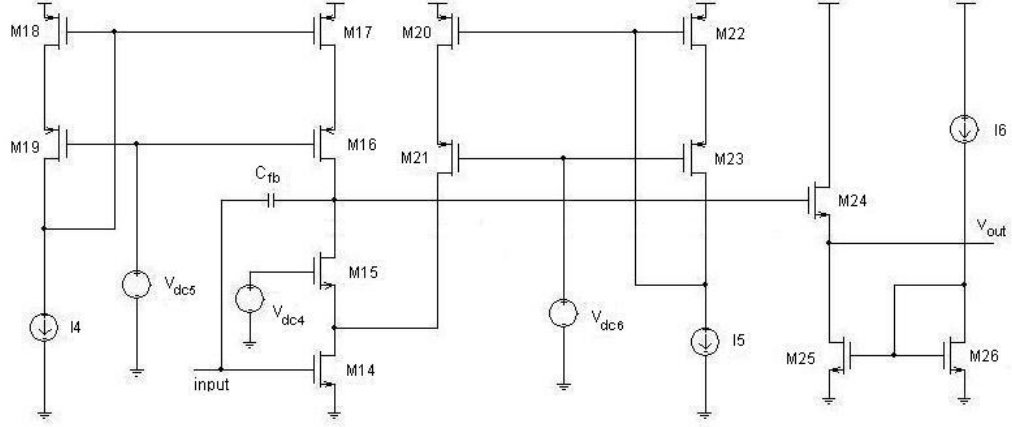 M18
M17
M20
M22
I6
M19
M16
M21
M23
C_fb
M24
V_out
M15
V_dc5
V_dc4
V_dc6
I4
I5
M25
M26
M14
input